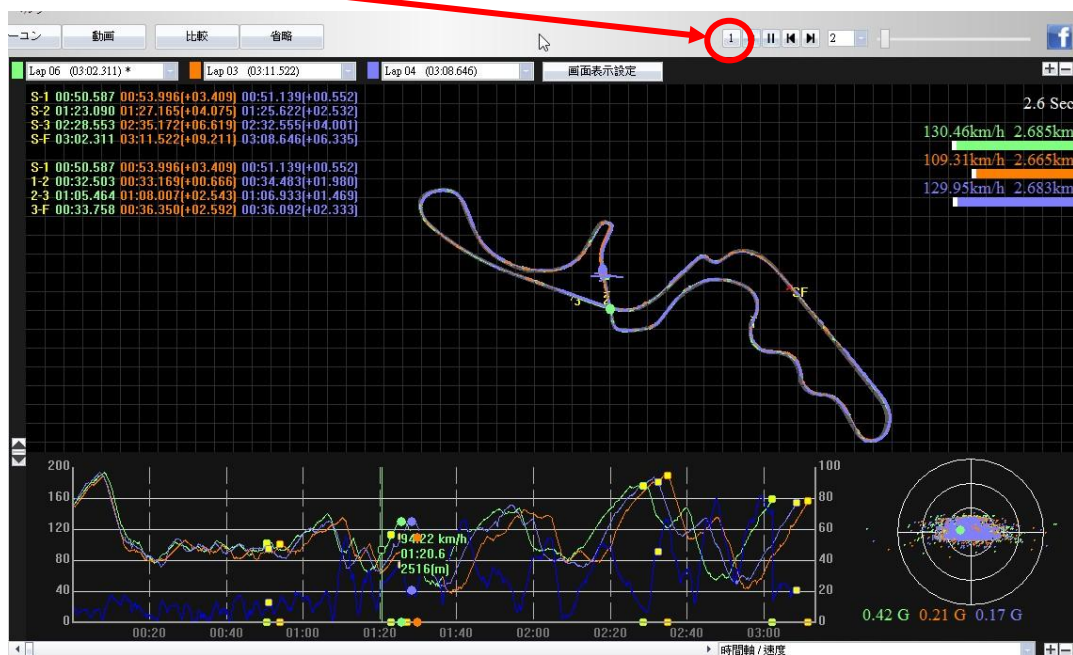 ーコン 動画 比較 省略 1 2 f
Lap 06 (03:02.311) * Lap 03 (03:11.522) Lap 04 (03:08.646) 画面表示設定
S-1 00:50.587 00:53.996(+03.409) 00:51.139(+00.552)
S-2 01:23.090 01:27.165(+04.075) 01:25.622(+02.532)
S-3 02:28.553 02:35.172(+06.619) 02:32.555(+04.001)
S-F 03:02.311 03:11.522(+09.211) 03:08.646(+06.335)
S-1 00:50.587 00:53.996(+03.409) 00:51.139(+00.552)
1-2 00:32.503 00:33.169(+00.666) 00:34.483(+01.980)
2-3 01:05.464 01:08.007(+02.543) 01:06.933(+01.469)
3-F 00:33.758 00:36.350(+02.592) 00:36.092(+02.333)
2.6 Sec
130.46km/h 2.685km
109.31km/h 2.665km
129.95km/h 2.683km
SF
3
200 100
160 80
120 60
80 40
40 20
0 0
94.22 km/h
01:20.6
2516(m)
00:20 00:40 01:00 01:20 01:40 02:00 02:20 02:40 03:00
0.42 G 0.21 G 0.17 G
時間軸 / 速度